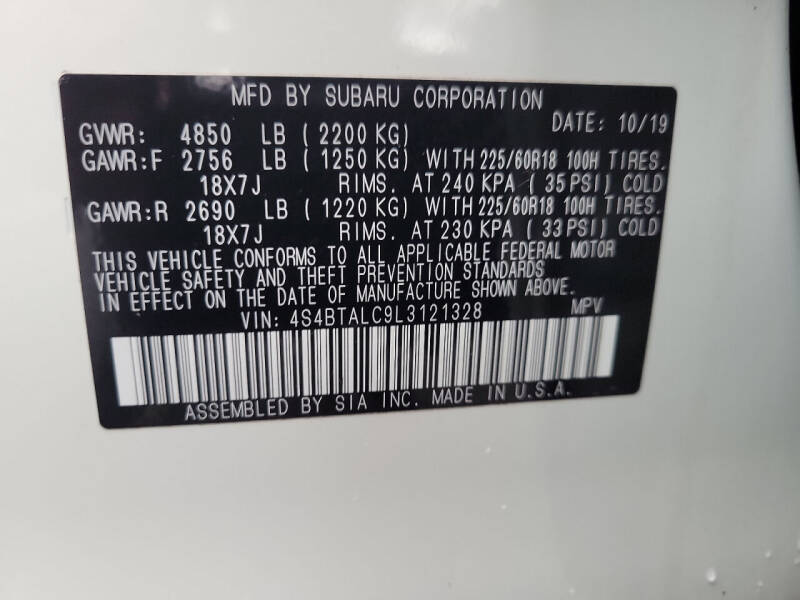 MFD BY SUBARU CORPORATION
DATE: 10/19
GVWR: 4850 LB ( 2200 KG)
GAWR:F 2756 LB ( 1250 KG) WITH 225/60R18 100H TIRES.
18X7J RIMS. AT 240 KPA ( 35 PSI) COLD
GAWR:R 2690 LB ( 1220 KG) WITH 225/60R18 100H TIRES.
18X7J RIMS. AT 230 KPA ( 33 PSI) COLD
THIS VEHICLE CONFORMS TO ALL APPLICABLE FEDERAL MOTOR
VEHICLE SAFETY AND THEFT PREVENTION STANDARDS
IN EFFECT ON THE DATE OF MANUFACTURE SHOWN ABOVE.
VIN: 4S4BTALC9L3121328 MPV
ASSEMBLED BY SIA INC. MADE IN U.S.A.